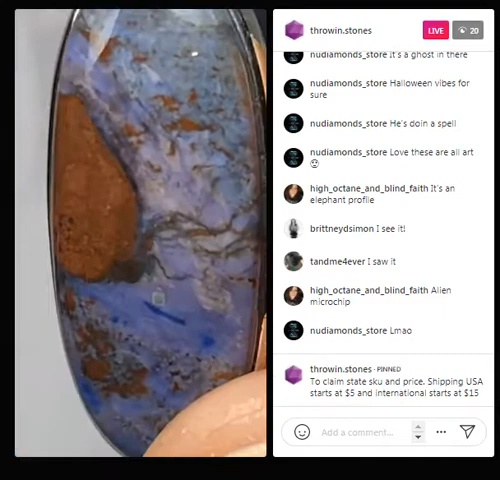 throwin.stones LIVE 20
nudiamonds_store It's a ghost in there
nudiamonds_store Halloween vibes for
sure
nudiamonds_store He's doin a spell
nudiamonds_store Love these are all art
high_octane_and_blind_faith It's an
elephant profile
brittneydsimon I see it!
tandme4ever I saw it
high_octane_and_blind_faith Alien
microchip
nudiamonds_store Lmao
throwin.stones · PINNED
To claim state sku and price. Shipping USA
starts at $5 and international starts at $15
Add a comment...